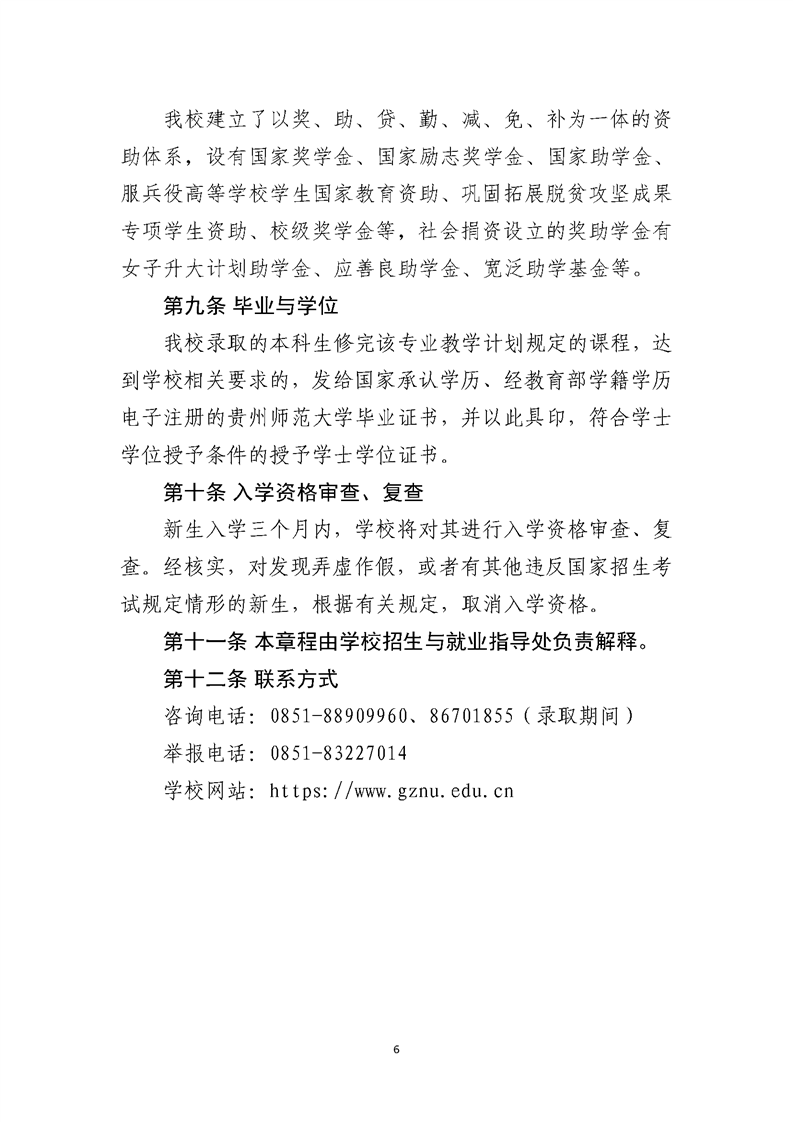 我校建立了以奖、助、贷、勤、减、免、补为一体的资
助体系，设有国家奖学金、国家励志奖学金、国家助学金、
服兵役高等学校学生国家教育资助、巩固拓展脱贫攻坚成果
专项学生资助、校级奖学金等，社会捐资设立的奖助学金有
女子升大计划助学金、应善良助学金、宽泛助学基金等。
第九条 毕业与学位
我校录取的本科生修完该专业教学计划规定的课程，达
到学校相关要求的，发给国家承认学历、经教育部学籍学历
电子注册的贵州师范大学毕业证书，并以此具印，符合学士
学位授予条件的授予学士学位证书。
第十条 入学资格审查、复查
新生入学三个月内，学校将对其进行入学资格审查、复
查。经核实，对发现弄虚作假，或者有其他违反国家招生考
试规定情形的新生，根据有关规定，取消入学资格。
第十一条 本章程由学校招生与就业指导处负责解释。
第十二条 联系方式
咨询电话：0851-88909960、86701855（录取期间）
举报电话：0851-83227014
学校网站：https://www.gznu.edu.cn
6